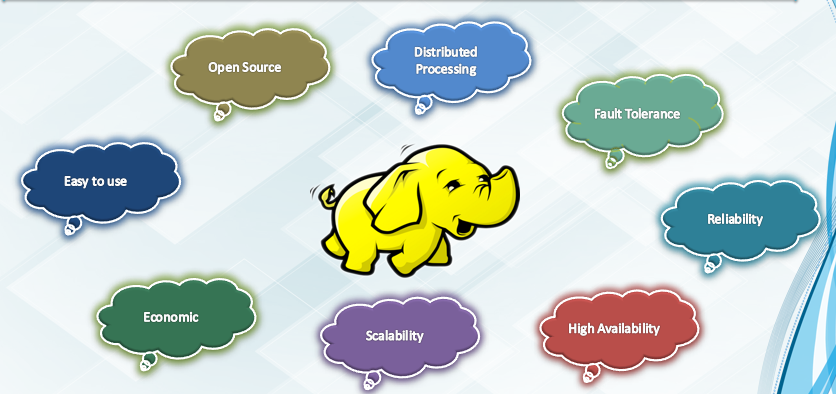 Open Source
Distributed
Processing
Fault Tolerance
Easy to use
Reliability
Economic
Scalability
High Availability